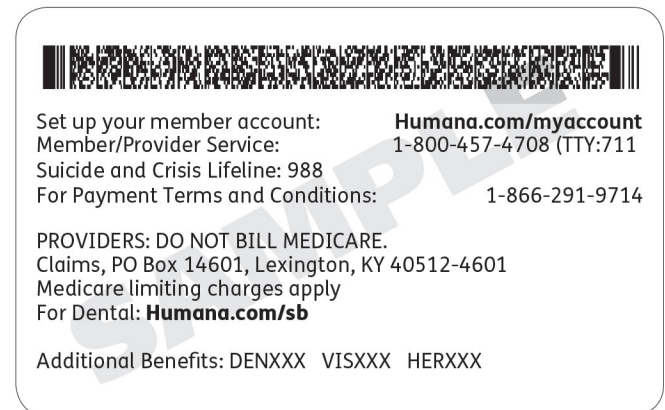 Set up your member account: Humana.com/myaccount
Member/Provider Service: 1-800-457-4708 (TTY:711
Suicide and Crisis Lifeline: 988
For Payment Terms and Conditions: 1-866-291-9714
PROVIDERS: DO NOT BILL MEDICARE.
Claims, PO Box 14601, Lexington, KY 40512-4601
Medicare limiting charges apply
For Dental: Humana.com/sb
Additional Benefits: DENXXX VISXXX HERXXX
SAMPLE